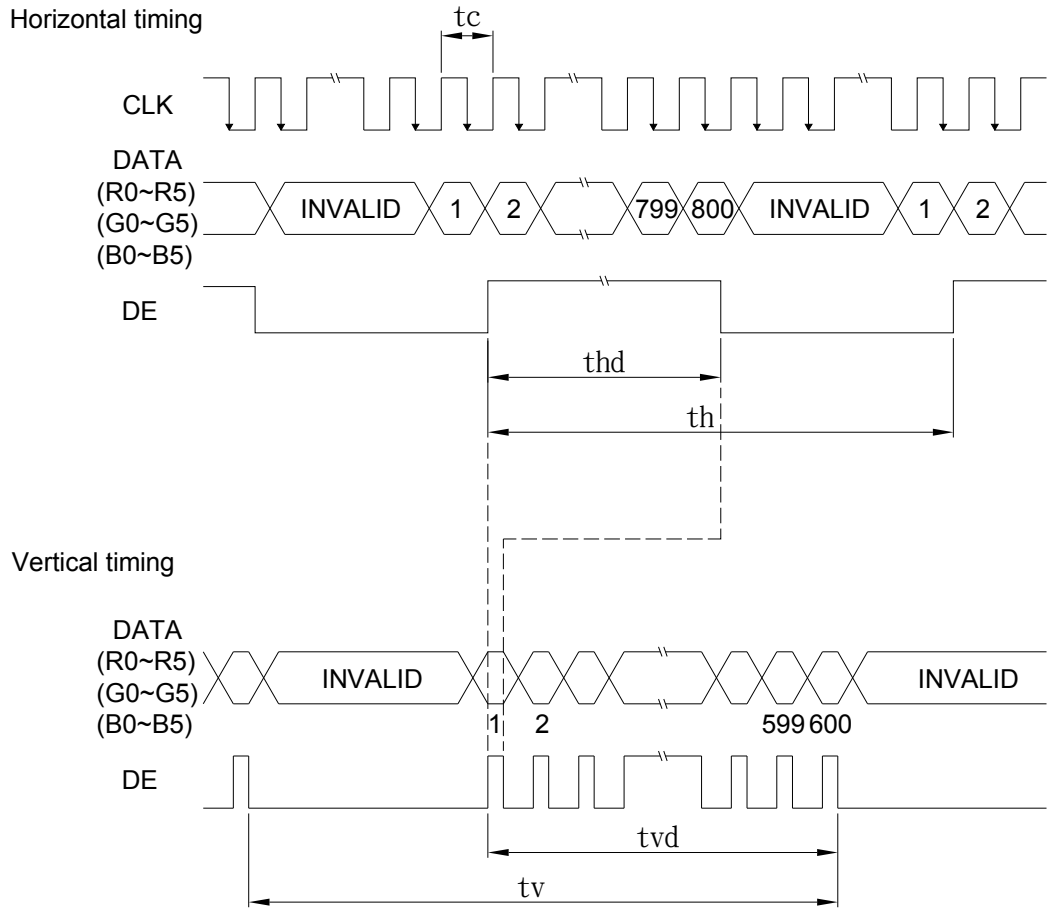 Horizontal timing
tc
CLK
DATA
(R0~R5)
(G0~G5)
(B0~B5)
INVALID 1 2 799 800 INVALID 1 2
DE
thd
th
Vertical timing
DATA
(R0~R5)
(G0~G5)
(B0~B5)
INVALID INVALID
1 2 599 600
DE
tvd
tv